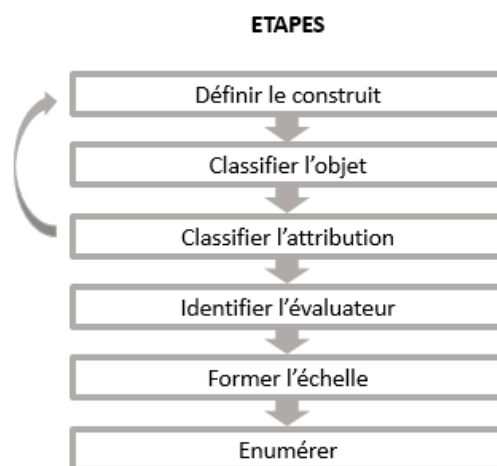 ETAPES
Définir le construit
Classifier l’objet
Classifier l’attribution
Identifier l’évaluateur
Former l’échelle
Enumérer